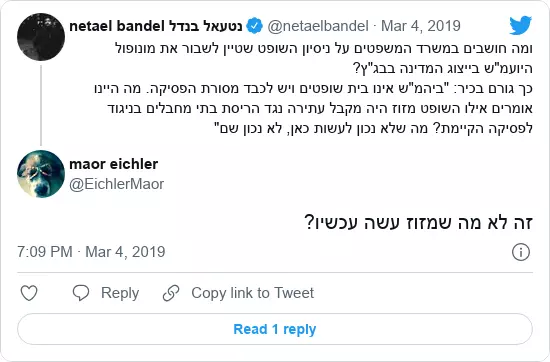 netael bandel נטעאל בנדל @netaelbandel · Mar 4, 2019
ומה חושבים במשרד המשפטים על ניסיון השופט שטיין לשבור את מונופול
היועמ"ש בייצוג המדינה בבג"ץ?
כך גורם בכיר: "ביהמ"ש אינו בית שופטים ויש לכבד מסורת הפסיקה. מה היינו
אומרים אילו השופט מזוז היה מקבל עתירה נגד הריסת בתי מחבלים בניגוד
לפסיקה הקיימת? מה שלא נכון לעשות כאן, לא נכון שם"
maor eichler
@EichlerMaor
זה לא מה שמזוז עשה עכשיו?
7:09 PM · Mar 4, 2019
Reply Copy link to Tweet
Read 1 reply